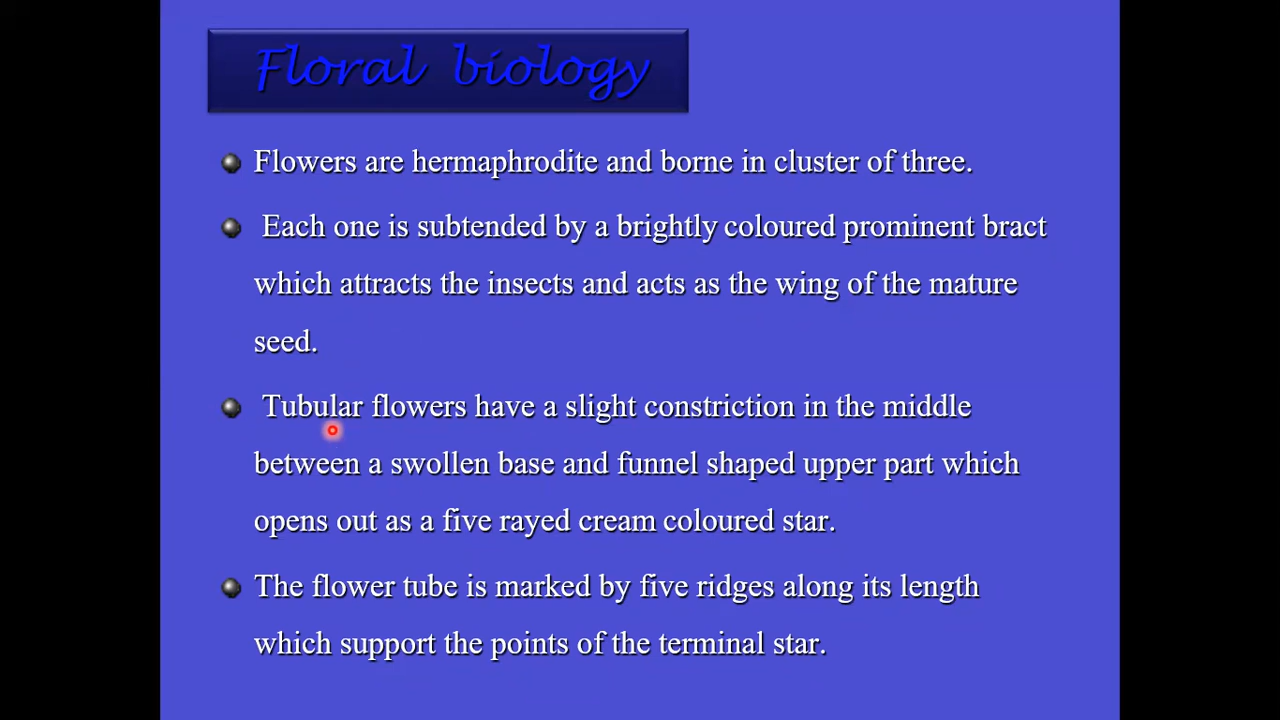 Floral biology
Flowers are hermaphrodite and borne in cluster of three.
Each one is subtended by a brightly coloured prominent bract
which attracts the insects and acts as the wing of the mature
seed.
Tubular flowers have a slight constriction in the middle
between a swollen base and funnel shaped upper part which
opens out as a five rayed cream coloured star.
The flower tube is marked by five ridges along its length
which support the points of the terminal star.